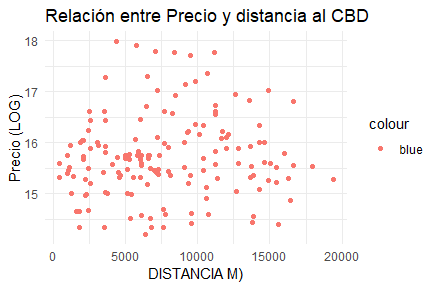 Relación entre Precio y distancia al CBD
Precio (LOG)
18
17
16
15
0
5000
10000
15000
20000
DISTANCIA M)
colour
blue